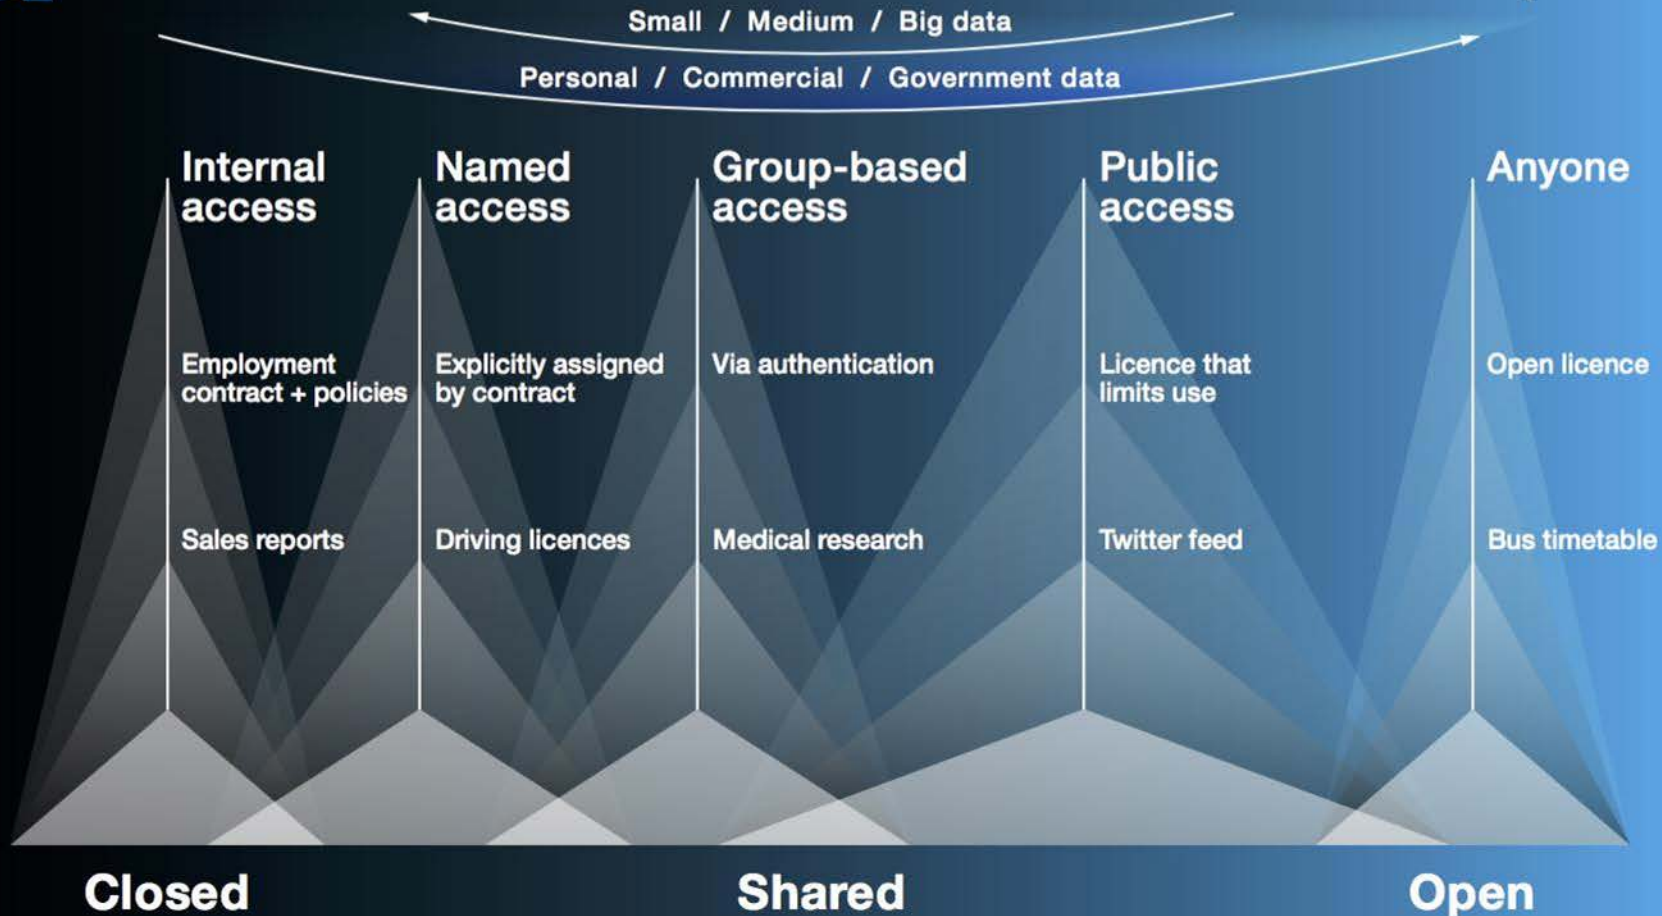 Small / Medium / Big data
Personal / Commercial / Government data
Internal
access
Named
access
Group-based
access
Public
access
Anyone
Employment
contract + policies
Explicitly assigned
by contract
Via authentication
Licence that
limits use
Open licence
Sales reports
Driving licences
Medical research
Twitter feed
Bus timetable
Closed
Shared
Open